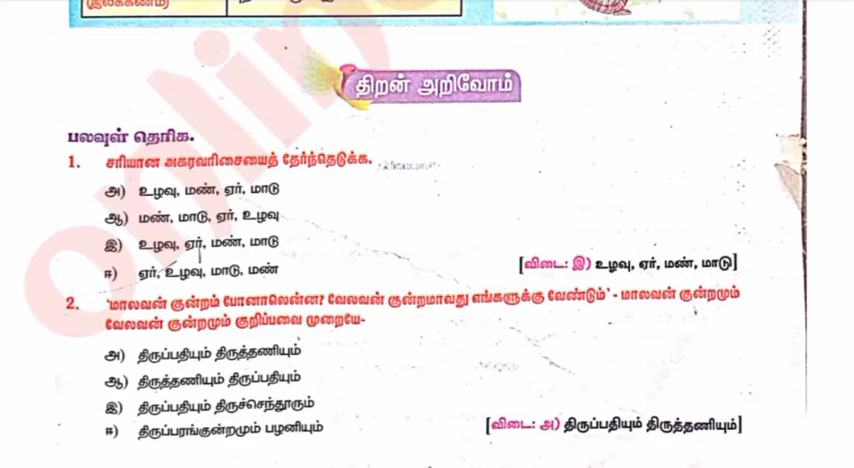 (இலக்கணம்)
திறன் அறிவோம்
பலவுள் தெரிக.
1. சரியான அகரவரிசையைத் தேர்ந்தெடுக்க.
அ) உழவு, மண், ஏர், மாடு
ஆ) மண், மாடு, ஏர், உழவு
இ) உழவு, ஏர், மண், மாடு
ஈ) ஏர், உழவு, மாடு, மண் [விடை: இ) உழவு, ஏர், மண், மாடு]
2. 'மாலவன் குன்றம் போனாலென்ன? வேலவன் குன்றமாவது எங்களுக்கு வேண்டும்' - மாலவன் குன்றமும்
வேலவன் குன்றமும் குறிப்பவை முறையே-
அ) திருப்பதியும் திருத்தணியும்
ஆ) திருத்தணியும் திருப்பதியும்
இ) திருப்பதியும் திருச்செந்தூரும்
ஈ) திருப்பரங்குன்றமும் பழனியும் [விடை: அ) திருப்பதியும் திருத்தணியும்]